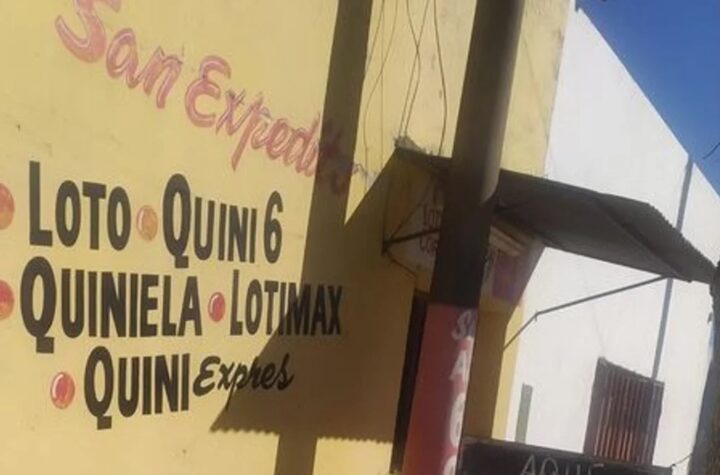 San Expedito
LOTO • QUINI 6
QUINIELA • LOTIMAX
QUINI Expres